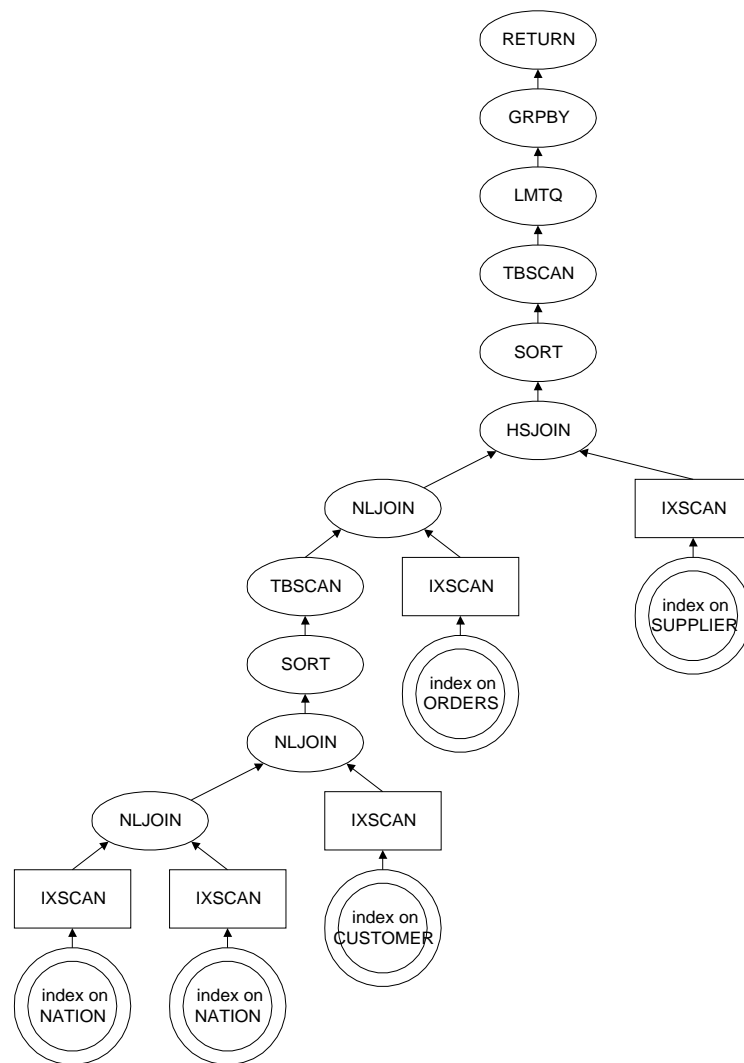 RETURN
GRPBY
LMTQ
TBSCAN
SORT
HSJOIN
NLJOIN
IXSCAN
TBSCAN
IXSCAN
index on
SUPPLIER
SORT
index on
ORDERS
NLJOIN
NLJOIN
IXSCAN
IXSCAN
IXSCAN
index on
CUSTOMER
index on
NATION
index on
NATION